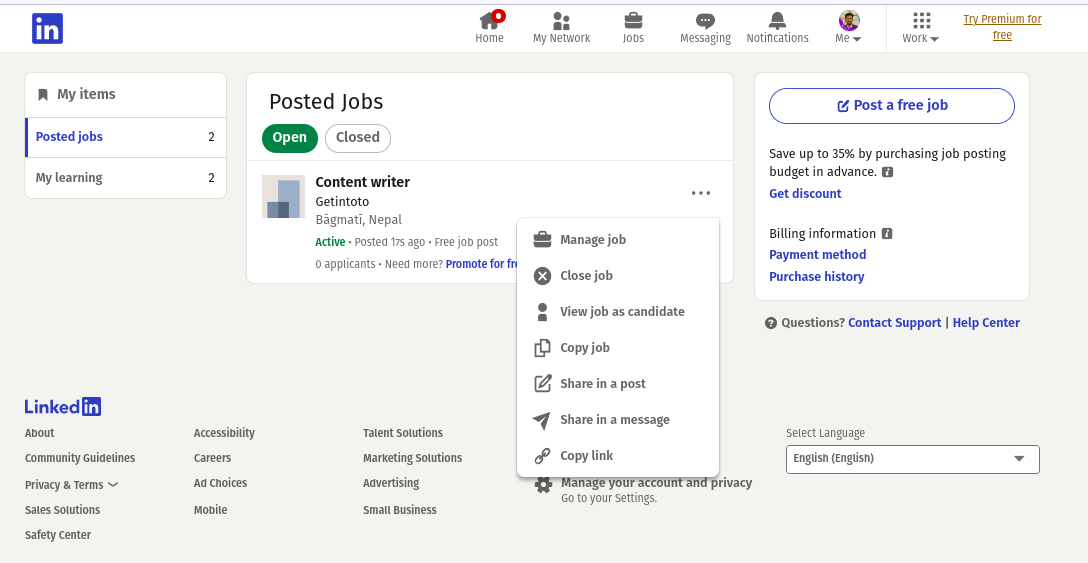 in
0
Home
My Network
Jobs
Messaging
Notifications
Me
Work
Try Premium for
free
My items
Posted jobs 2
My learning 2
Posted Jobs
Open Closed
Content writer
Getintoto
Bāgmatī, Nepal
Active • Posted 17s ago • Free job post
0 applicants • Need more? Promote for fre
Manage job
Close job
View job as candidate
Copy job
Share in a post
Share in a message
Copy link
Post a free job
Save up to 35% by purchasing job posting
budget in advance.
Get discount
Billing information
Payment method
Purchase history
Questions? Contact Support | Help Center
Linkedin
About
Community Guidelines
Privacy & Terms
Sales Solutions
Safety Center
Accessibility
Careers
Ad Choices
Mobile
Talent Solutions
Marketing Solutions
Advertising
Small Business
Manage your account and privacy
Go to your Settings.
Select Language
English (English)